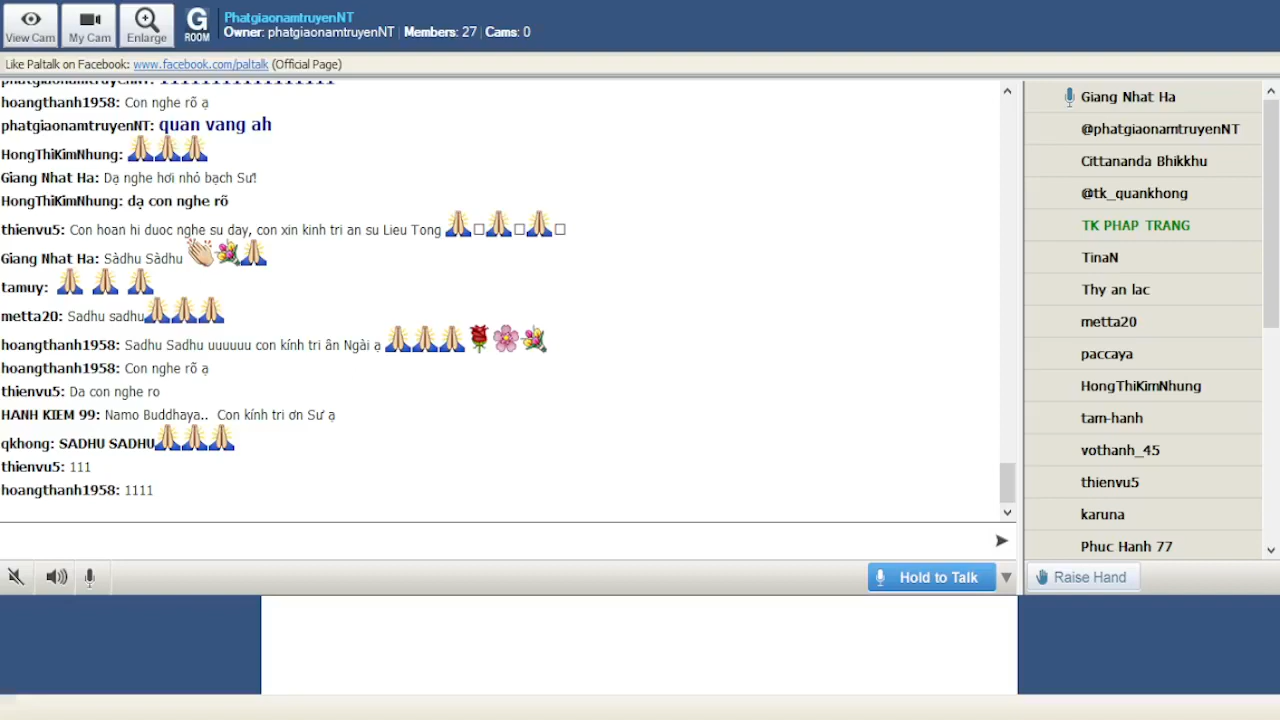 View Cam
My Cam
Enlarge
G
ROOM
PhatgiaonamtruyenNT
Owner: phatgiaonamtruyenNT | Members: 27 | Cams: 0
Like Paltalk on Facebook: www.facebook.com/paltalk (Official Page)
phatgiaonamtruyenNT:
hoangthanh1958: Con nghe rõ ạ
phatgiaonamtruyenNT: quan vang ah
HongThiKimNhung: 🙏🙏🙏
Giang Nhat Ha: Dạ nghe hơi nhỏ bạch Sư!
HongThiKimNhung: dạ con nghe rõ
thienvu5: Con hoan hi duoc nghe su day, con xin kinh tri an su Lieu Tong 🙏□🙏□🙏□
Giang Nhat Ha: Sàdhu Sàdhu 👏💐🙏
tamuy: 🙏 🙏 🙏
metta20: Sadhu sadhu🙏🙏🙏
hoangthanh1958: Sadhu Sadhu uuuuuu con kính tri ân Ngài ạ 🙏🙏🙏🌹🌸💐
hoangthanh1958: Con nghe rõ ạ
thienvu5: Da con nghe ro
HANH KIEM 99: Namo Buddhaya..  Con kính tri ơn Sư ạ
qkhong: SADHU SADHU🙏🙏🙏
thienvu5: 111
hoangthanh1958: 1111
Hold to Talk
Giang Nhat Ha
@phatgiaonamtruyenNT
Cittananda Bhikkhu
@tk_quankhong
TK PHAP TRANG
TinaN
Thy an lac
metta20
paccaya
HongThiKimNhung
tam-hanh
vothanh_45
thienvu5
karuna
Phuc Hanh 77
Raise Hand